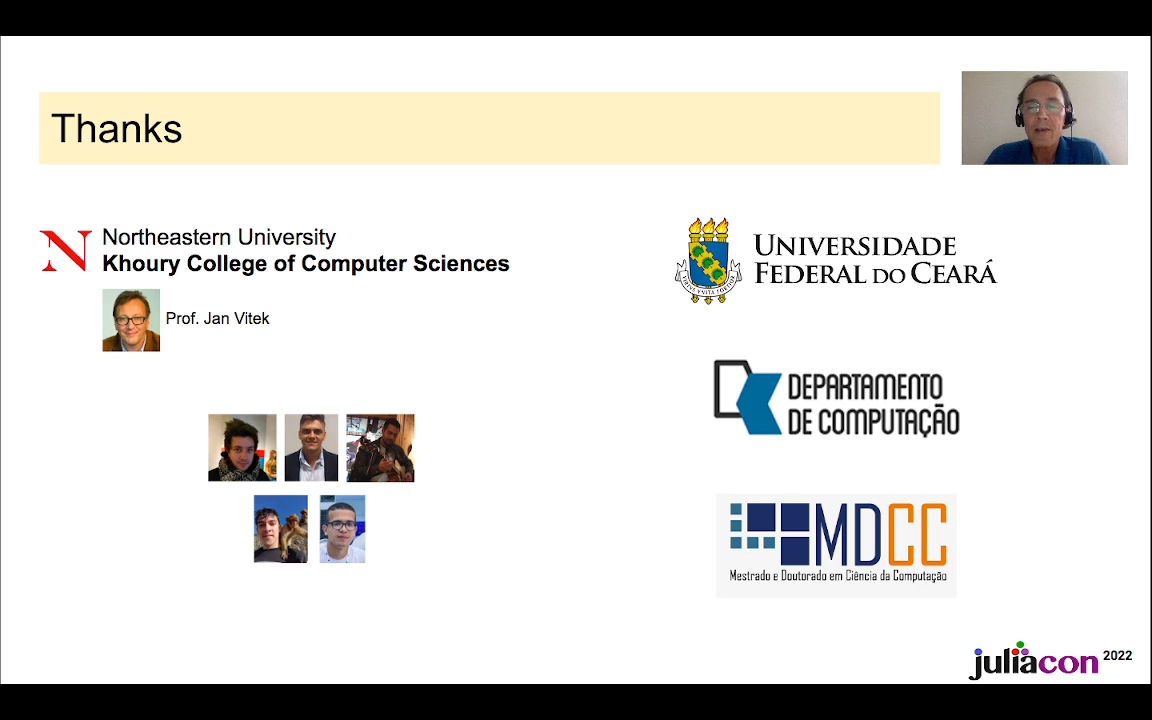 Thanks
Northeastern University
Khoury College of Computer Sciences
Prof. Jan Vitek
UNIVERSIDADE
FEDERAL DO CEARÁ
DEPARTAMENTO
DE COMPUTAÇÃO
MDCC
Mestrado e Doutorado em Ciência da Computação
juliacon 2022